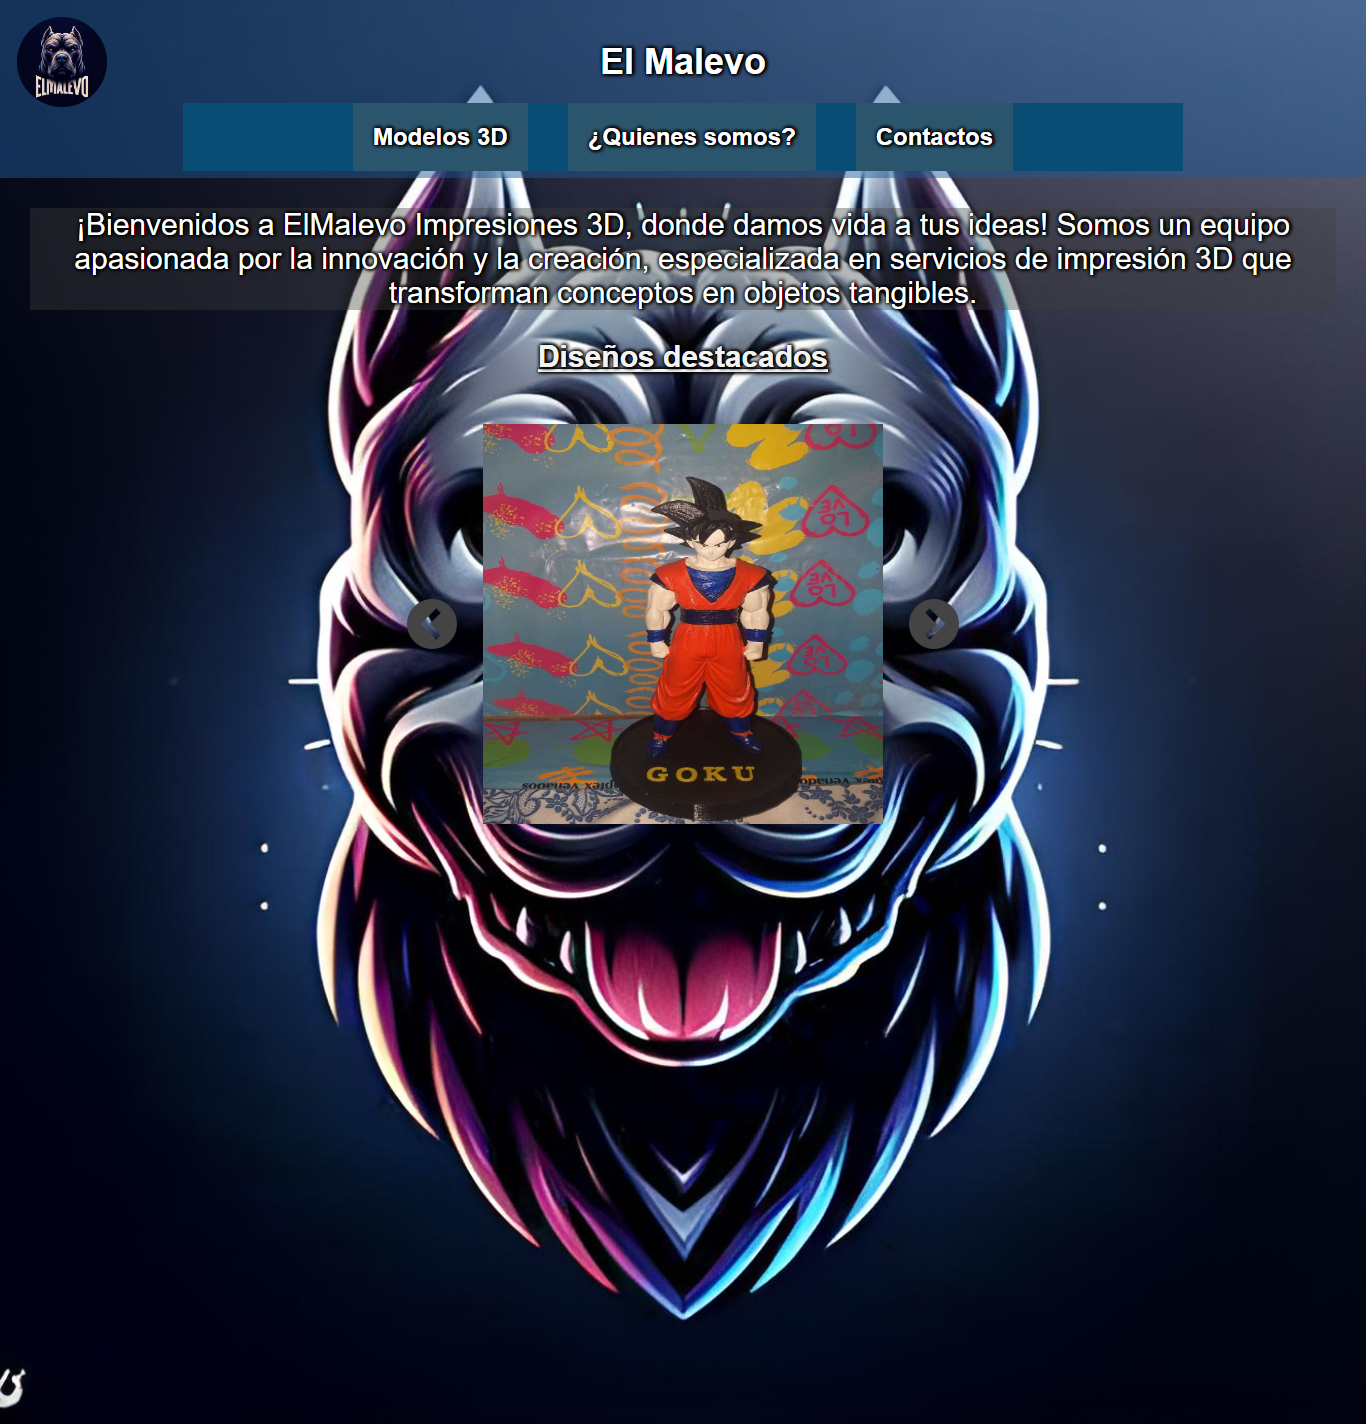 ELMALEVO
El Malevo
Modelos 3D
¿Quienes somos?
Contactos
¡Bienvenidos a ElMalevo Impresiones 3D, donde damos vida a tus ideas! Somos un equipo
apasionada por la innovación y la creación, especializada en servicios de impresión 3D que
transforman conceptos en objetos tangibles.
Diseños destacados
GOKU